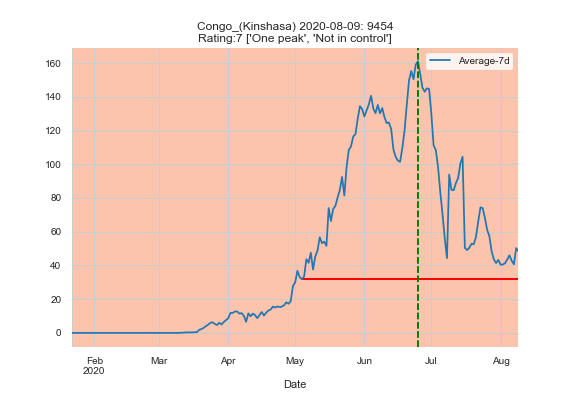 Congo_(Kinshasa) 2020-08-09: 9454
Rating:7 ['One peak', 'Not in control']
Average-7d
160
140
120
100
80
60
40
20
0
Feb
2020
Mar
Apr
May
Jun
Jul
Aug
Date